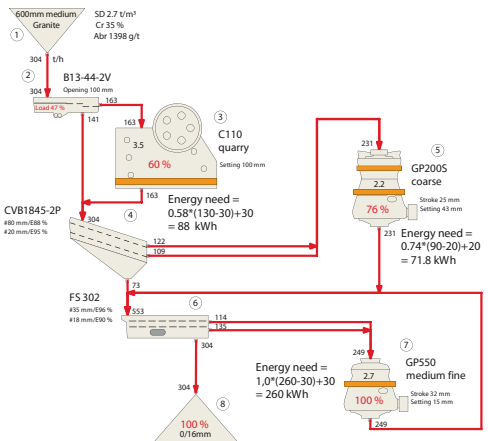 600mm medium
Granite
SD 2.7 t/m³
Cr 35 %
Abr 1398 g/t
1
304 t/h
2
B13-44-2V
Opening 100 mm
304
Load 47 %
163
141
163
3
C110
quarry
Setting 100 mm
3.5
60 %
163
Energy need =
0.58*(130-30)+30
= 88 kWh
CVB1845-2P
#80 mm/E88 %
#20 mm/E95 %
304
4
122
109
73
231
5
GP200S
coarse
2.2
76 %
Stroke 25 mm
Setting 43 mm
231
Energy need =
0.74*(90-20)+20
= 71.8 kWh
FS 302
#35 mm/E96 %
#18 mm/E90 %
553
6
114
135
304
249
7
GP550
medium fine
2.7
100 %
Stroke 32 mm
Setting 15 mm
249
Energy need =
1,0*(260-30)+30
= 260 kWh
304
8
100 %
0/16mm